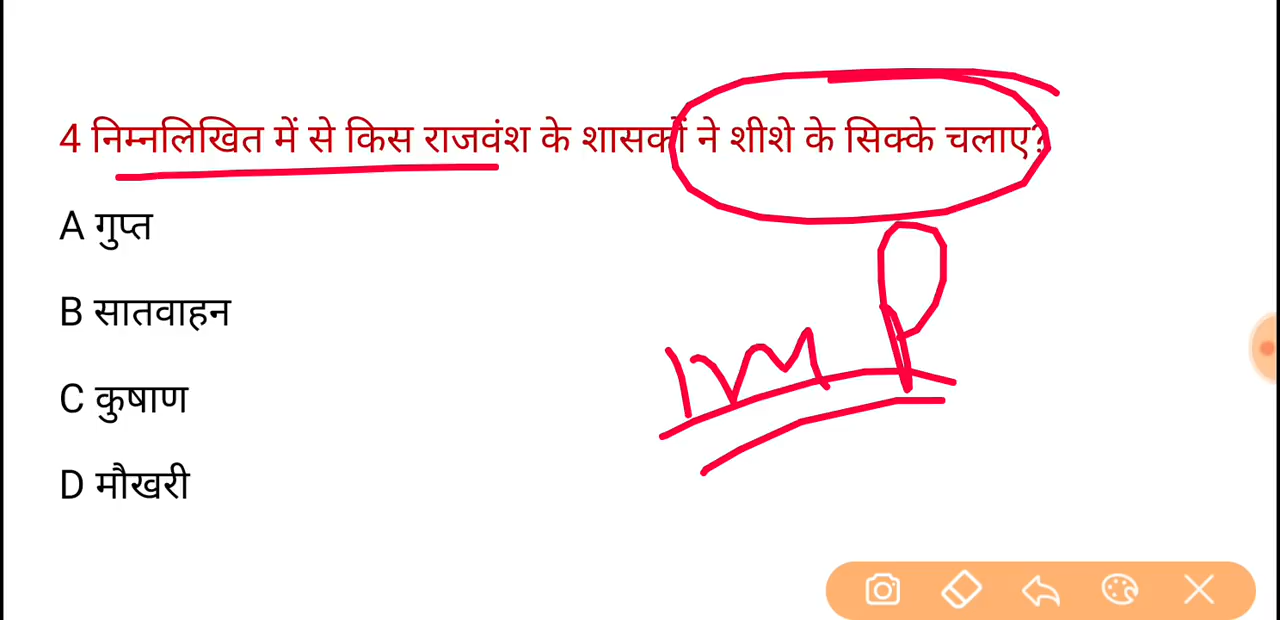 4 निम्नलिखित में से किस राजवंश के शासकों ने शीशे के सिक्के चलाए?
A गुप्त
B सातवाहन
Imp
C कुषाण
D मौखरी